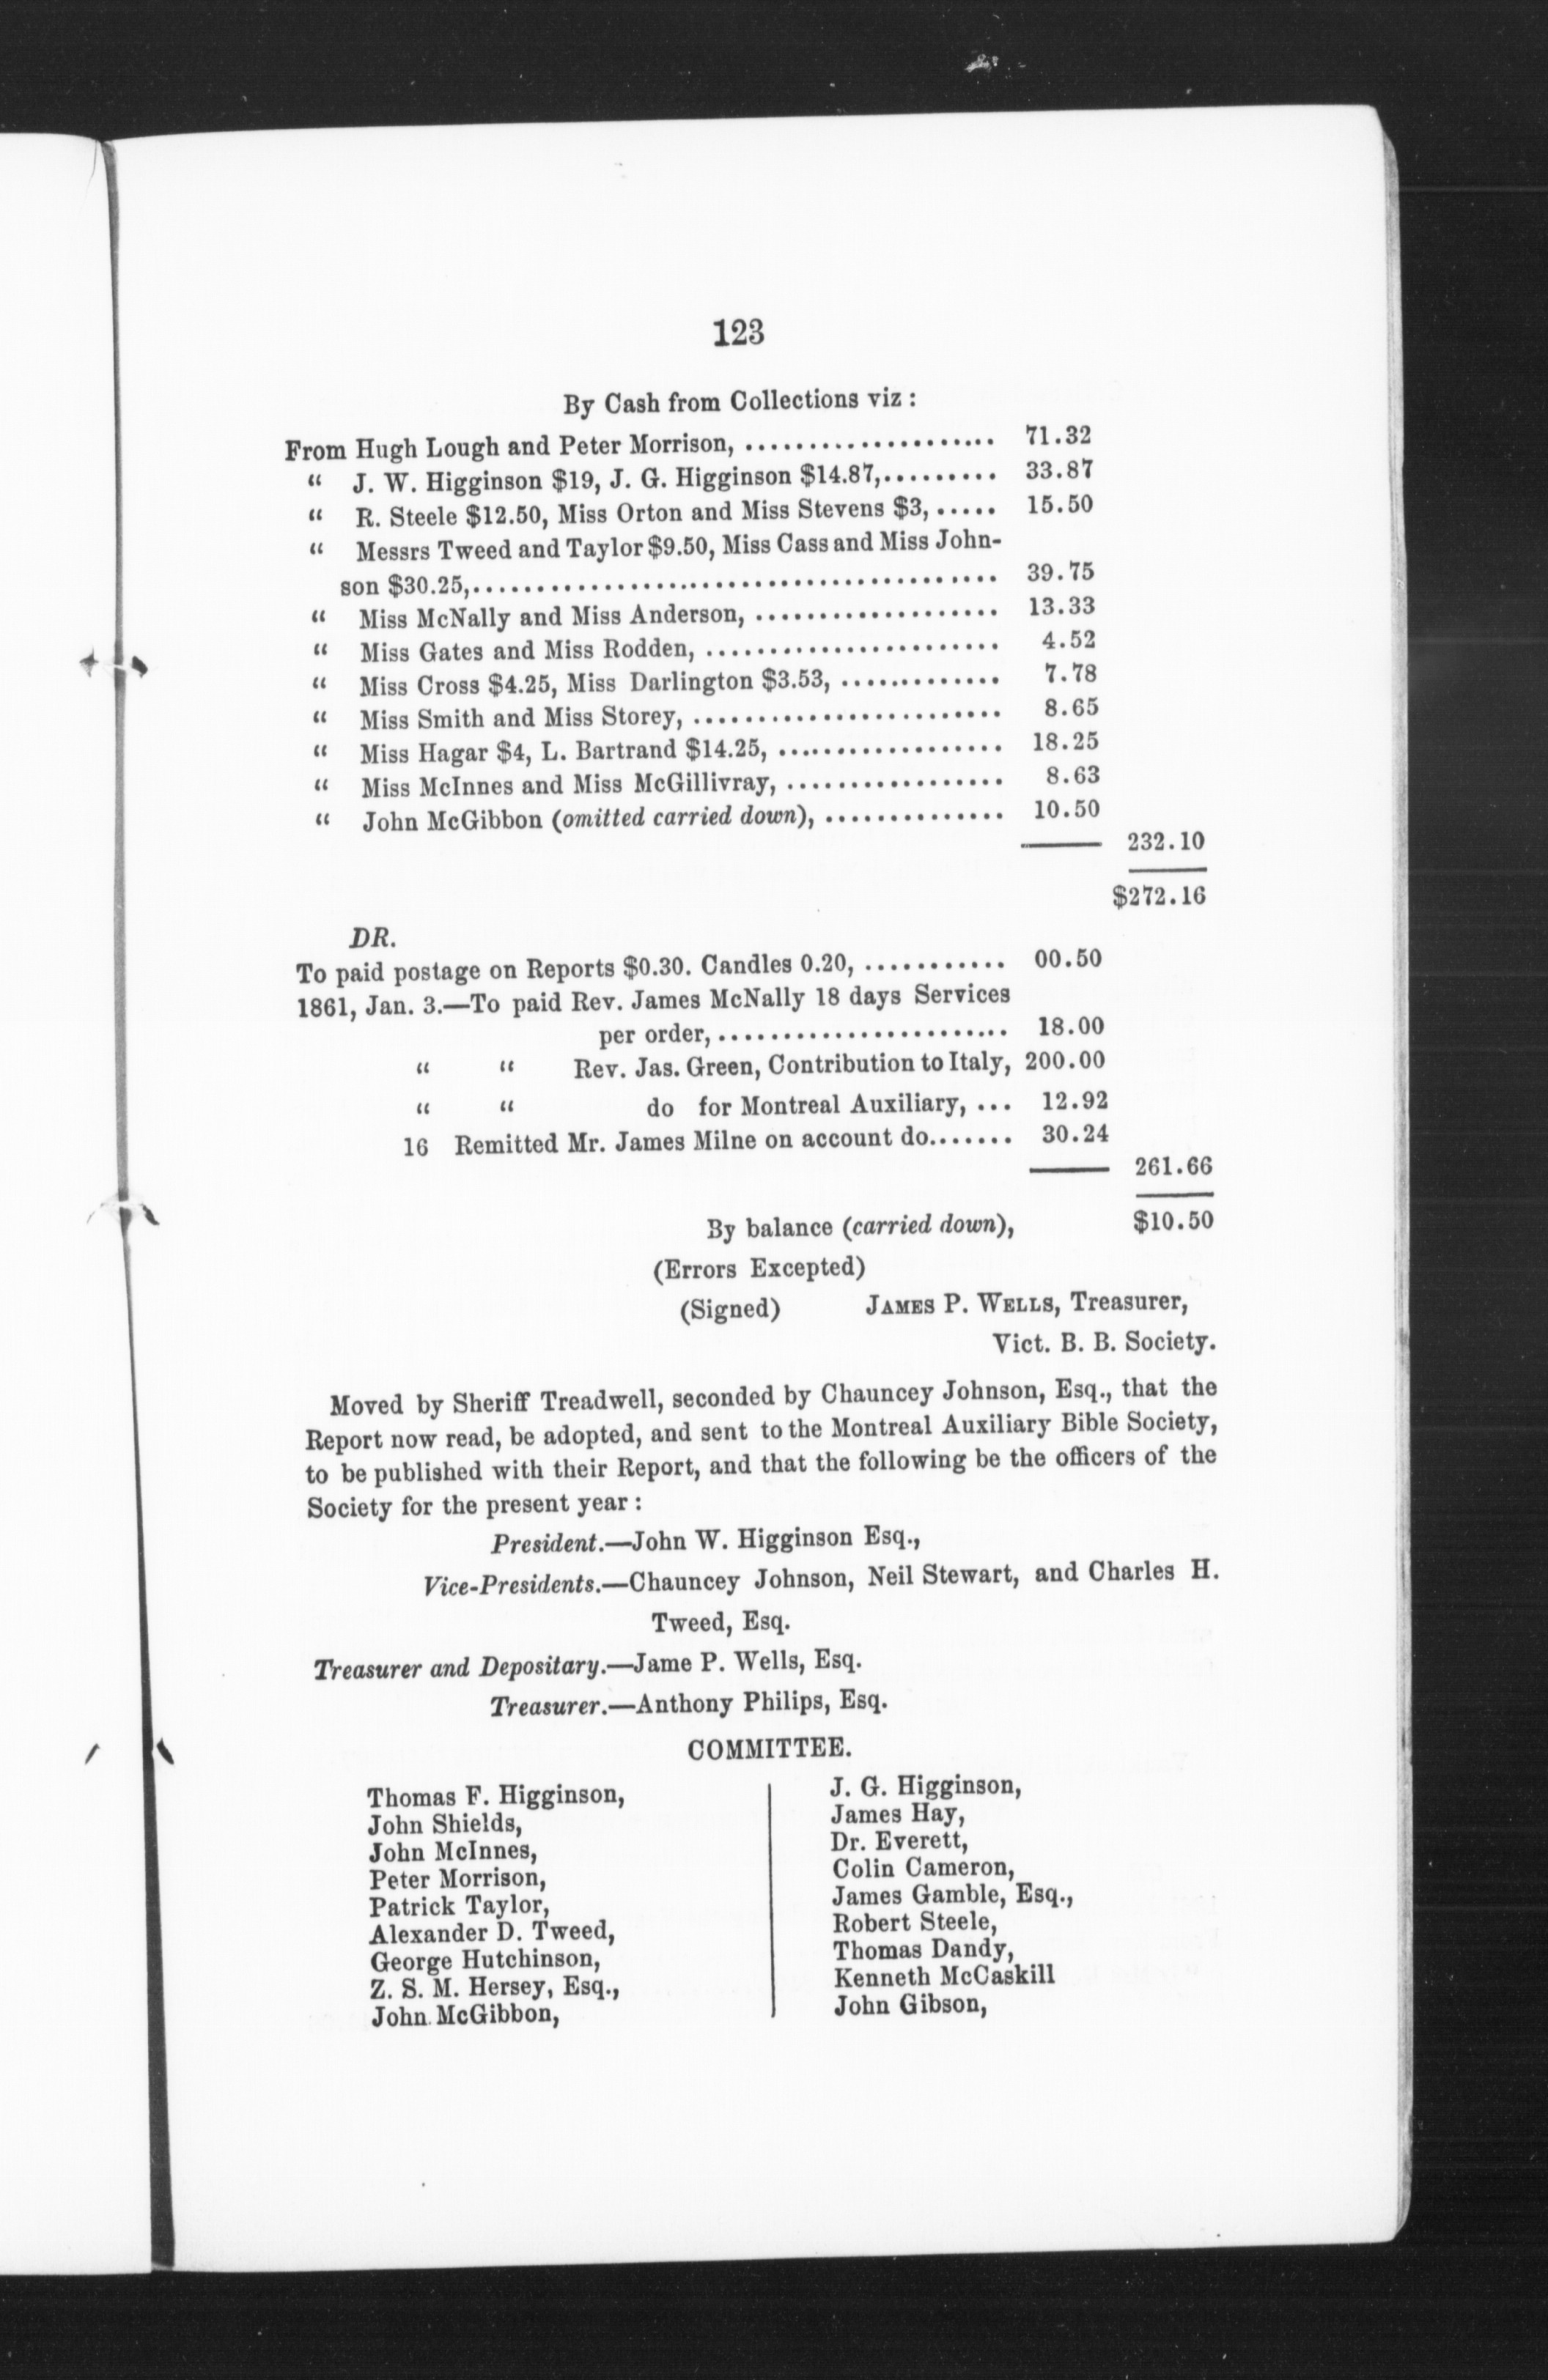 123
By Cash from Collections viz :
From Hugh Lough and Peter Morrison, .................... 71.32
“ J. W. Higginson $19, J. G. Higginson $14.87,......... 33.87
“ R. Steele $12.50, Miss Orton and Miss Stevens $3, ..... 15.50
“ Messrs Tweed and Taylor $9.50, Miss Cass and Miss John-
son $30.25,......................................... 39.75
“ Miss McNally and Miss Anderson, ................... 13.33
“ Miss Gates and Miss Rodden, ....................... 4.52
“ Miss Cross $4.25, Miss Darlington $3.53, ............. 7.78
“ Miss Smith and Miss Storey, ........................ 8.65
“ Miss Hagar $4, L. Bartrand $14.25, .................. 18.25
“ Miss McInnes and Miss McGillivray, ................. 8.63
“ John McGibbon (omitted carried down), .............. 10.50
232.10
$272.16
DR.
To paid postage on Reports $0.30. Candles 0.20, ........... 00.50
1861, Jan. 3.—To paid Rev. James McNally 18 days Services
per order, ....................... 18.00
“ “ Rev. Jas. Green, Contribution to Italy, 200.00
“ “ do for Montreal Auxiliary, ... 12.92
16 Remitted Mr. James Milne on account do....... 30.24
261.66
By balance (carried down), $10.50
(Errors Excepted)
(Signed) JAMES P. WELLS, Treasurer,
Vict. B. B. Society.
Moved by Sheriff Treadwell, seconded by Chauncey Johnson, Esq., that the
Report now read, be adopted, and sent to the Montreal Auxiliary Bible Society,
to be published with their Report, and that the following be the officers of the
Society for the present year :
President.—John W. Higginson Esq.,
Vice-Presidents.—Chauncey Johnson, Neil Stewart, and Charles H.
Tweed, Esq.
Treasurer and Depositary.—Jame P. Wells, Esq.
Treasurer.—Anthony Philips, Esq.
COMMITTEE.
Thomas F. Higginson,
John Shields,
John McInnes,
Peter Morrison,
Patrick Taylor,
Alexander D. Tweed,
George Hutchinson,
Z. S. M. Hersey, Esq.,
John McGibbon,
J. G. Higginson,
James Hay,
Dr. Everett,
Colin Cameron,
James Gamble, Esq.,
Robert Steele,
Thomas Dandy,
Kenneth McCaskill
John Gibson,